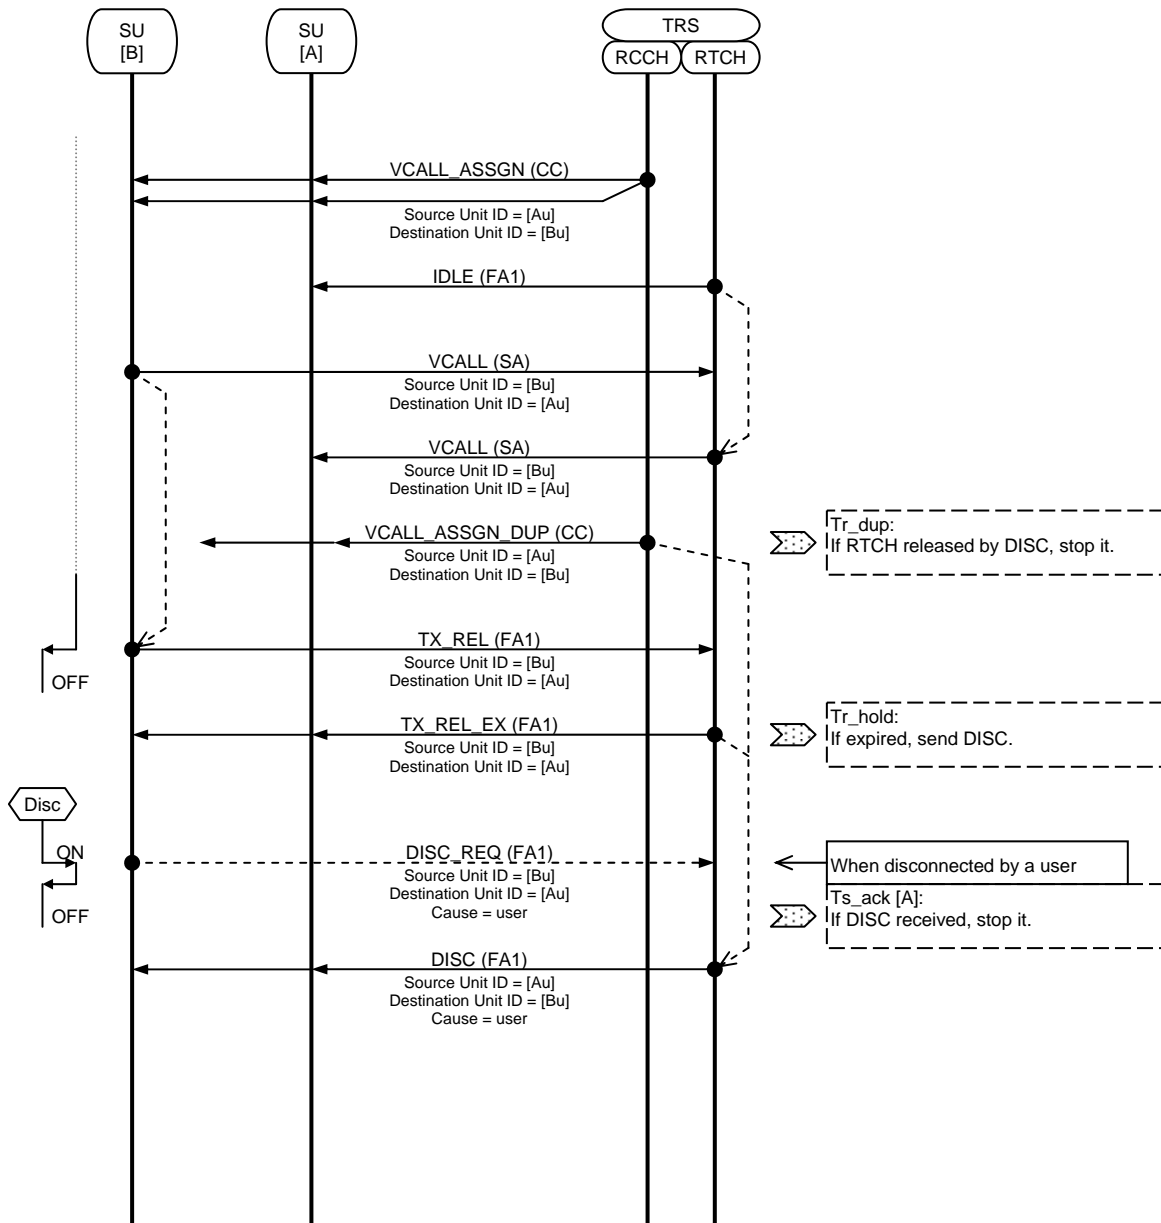 SU
[B]
SU
[A]
TRS
RCCH
RTCH
VCALL_ASSGN (CC)
Source Unit ID = [Au]
Destination Unit ID = [Bu]
IDLE (FA1)
VCALL (SA)
Source Unit ID = [Bu]
Destination Unit ID = [Au]
VCALL (SA)
Source Unit ID = [Bu]
Destination Unit ID = [Au]
VCALL_ASSGN_DUP (CC)
Source Unit ID = [Au]
Destination Unit ID = [Bu]
Tr_dup:
If RTCH released by DISC, stop it.
TX_REL (FA1)
Source Unit ID = [Bu]
Destination Unit ID = [Au]
OFF
TX_REL_EX (FA1)
Source Unit ID = [Bu]
Destination Unit ID = [Au]
Tr_hold:
If expired, send DISC.
Disc
ON
OFF
DISC_REQ (FA1)
Source Unit ID = [Bu]
Destination Unit ID = [Au]
Cause = user
When disconnected by a user
Ts_ack [A]:
If DISC received, stop it.
DISC (FA1)
Source Unit ID = [Au]
Destination Unit ID = [Bu]
Cause = user